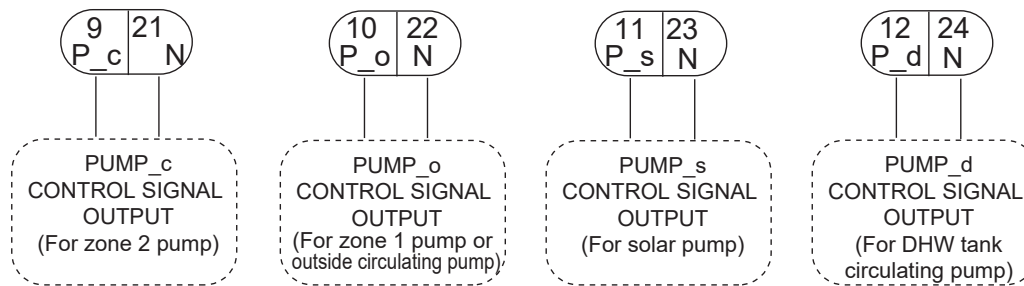 9 21
P_c N
PUMP_c
CONTROL SIGNAL
OUTPUT
(For zone 2 pump)
10 22
P_o N
PUMP_o
CONTROL SIGNAL
OUTPUT
(For zone 1 pump or
outside circulating pump)
11 23
P_s N
PUMP_s
CONTROL SIGNAL
OUTPUT
(For solar pump)
12 24
P_d N
PUMP_d
CONTROL SIGNAL
OUTPUT
(For DHW tank
circulating pump)